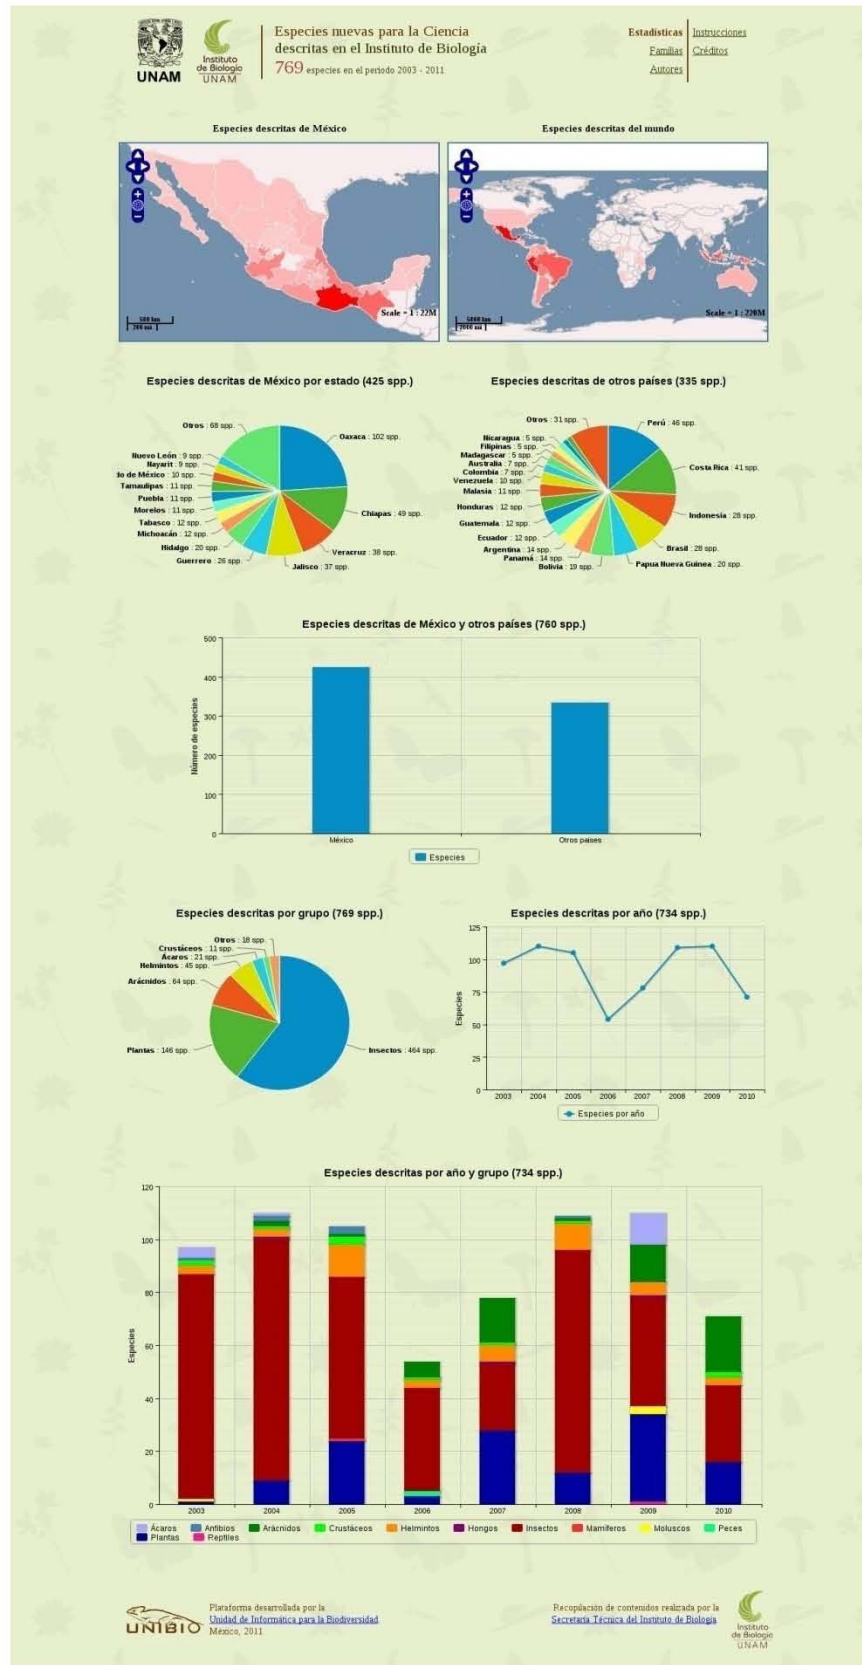 UNAM
Instituto
de Biología
UNAM
Especies nuevas para la Ciencia
descritas en el Instituto de Biología
769 especies en el periodo 2003 - 2011
Estadísticas
Instrucciones
Familias
Créditos
Autores
Especies descritas de México
Especies descritas del mundo
500 km
200 mi
Scale = 1 : 22M
5000 km
2000 mi
Scale = 1 : 220M
Especies descritas de México por estado (425 spp.)
Otros : 68 spp.
Oaxaca : 102 spp.
Nuevo León : 9 spp.
Nayarit : 9 spp.
do de México : 10 spp.
Tamaulipas : 11 spp.
Puebla : 11 spp.
Morelos : 11 spp.
Tabasco : 12 spp.
Michoacán : 12 spp.
Hidalgo : 20 spp.
Guerrero : 26 spp.
Jalisco : 37 spp.
Veracruz : 38 spp.
Chiapas : 49 spp.
Especies descritas de otros países (335 spp.)
Otros : 31 spp.
Perú : 46 spp.
Nicaragua : 5 spp.
Filipinas : 5 spp.
Madagascar : 5 spp.
Australia : 7 spp.
Colombia : 7 spp.
Venezuela : 10 spp.
Malasia : 11 spp.
Honduras : 12 spp.
Guatemala : 12 spp.
Ecuador : 12 spp.
Argentina : 14 spp.
Panamá : 14 spp.
Bolivia : 19 spp.
Papua Nueva Guinea : 20 spp.
Brasil : 28 spp.
Indonesia : 28 spp.
Costa Rica : 41 spp.
Especies descritas de México y otros países (760 spp.)
500
400
300
200
100
0
Número de especies
México
Otros países
Especies
Especies descritas por grupo (769 spp.)
Otros : 18 spp.
Crustáceos : 11 spp.
Ácaros : 21 spp.
Helmintos : 45 spp.
Arácnidos : 64 spp.
Plantas : 146 spp.
Insectos : 464 spp.
Especies descritas por año (734 spp.)
125
100
75
50
25
0
Especies
2003 2004 2005 2006 2007 2008 2009 2010
Especies por año
Especies descritas por año y grupo (734 spp.)
120
100
80
60
40
20
0
Especies
2003 2004 2005 2006 2007 2008 2009 2010
Ácaros Anfibios Arácnidos Crustáceos Helmintos Hongos Insectos Mamíferos Moluscos Peces
Plantas Reptiles
UNIBIO
Plataforma desarrollada por la
Unidad de Informática para la Biodiversidad
México, 2011
Recopilación de contenidos realizada por la
Secretaría Técnica del Instituto de Biología
Instituto
de Biología
UNAM